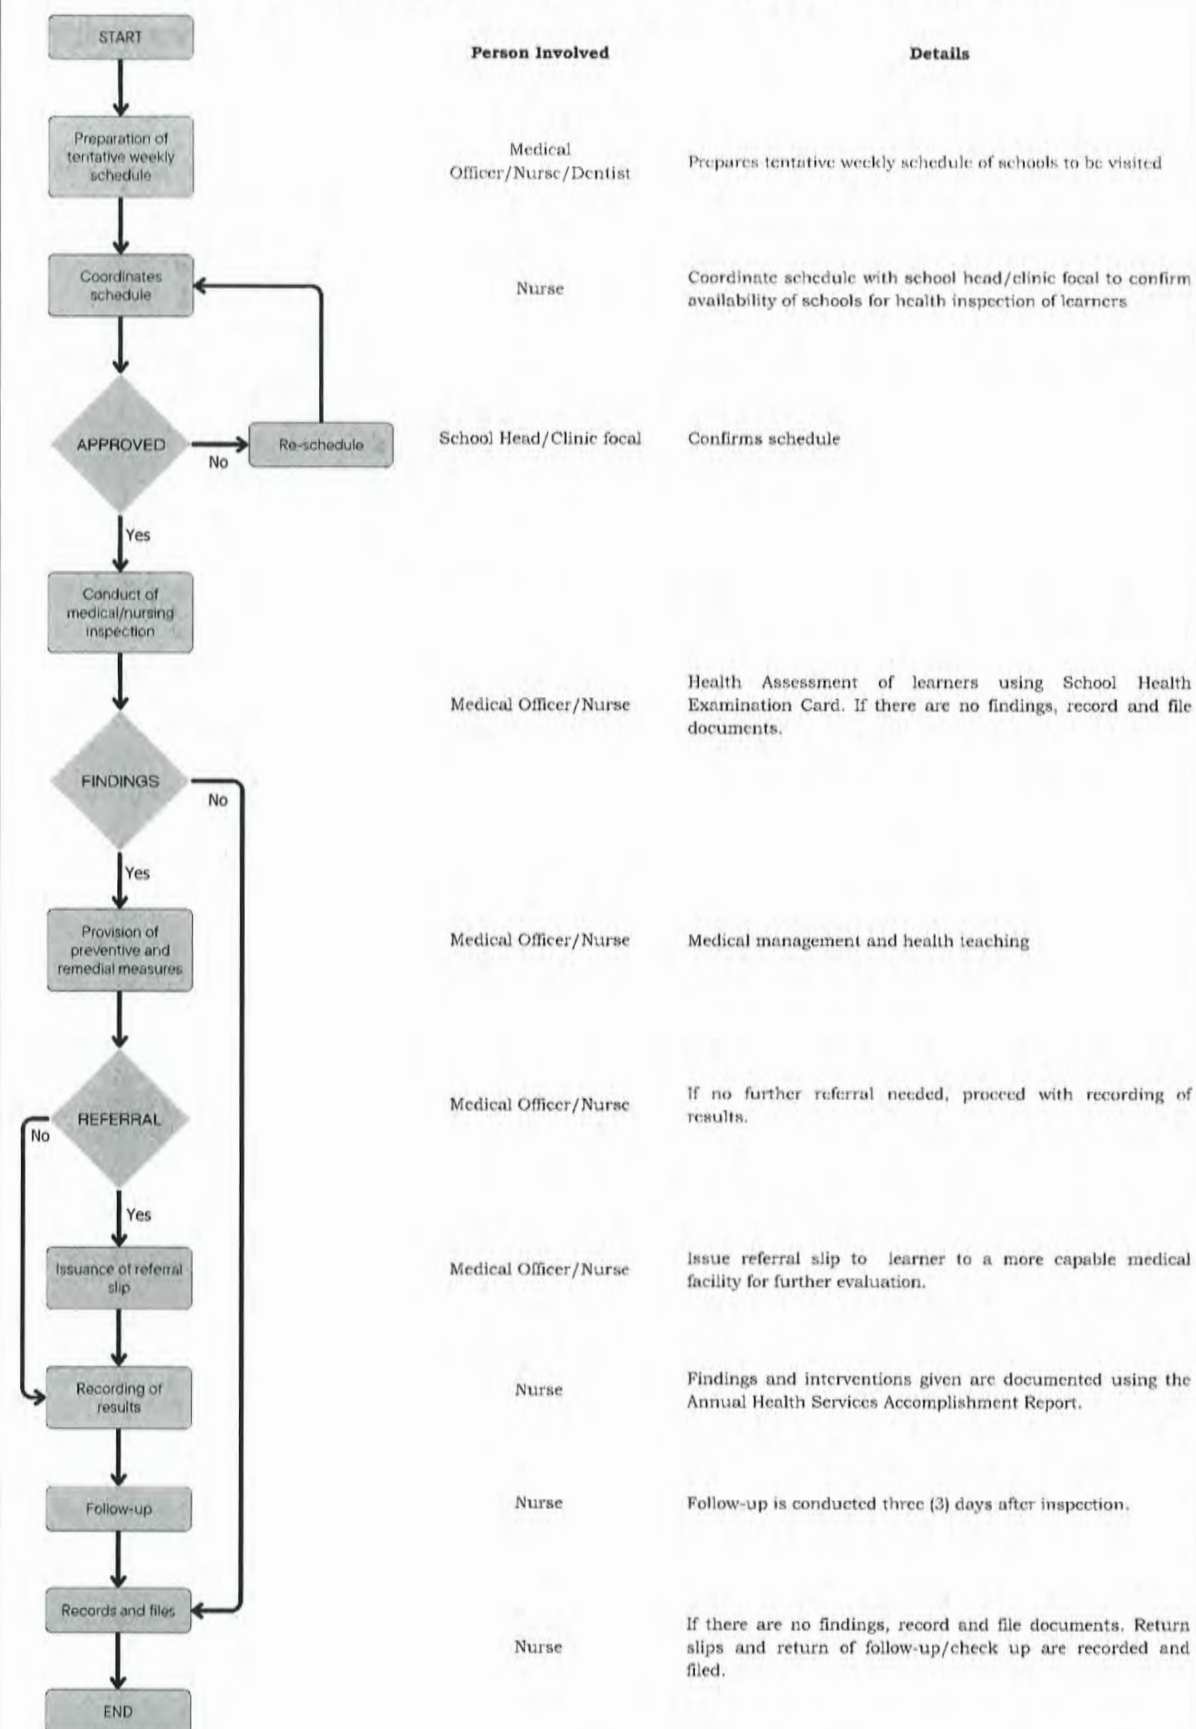 START
Person Involved
Details
Preparation of
tentative weekly
schedule
Medical
Officer/Nurse/Dentist
Prepares tentative weekly schedule of schools to be visited
Coordinates
schedule
Nurse
Coordinate schedule with school head/clinic focal to confirm
availability of schools for health inspection of learners
APPROVED
No
Re-schedule
School Head/Clinic focal
Confirms schedule
Yes
Conduct of
medical/nursing
inspection
Medical Officer/Nurse
Health Assessment of learners using School Health
Examination Card. If there are no findings, record and file
documents.
FINDINGS
No
Yes
Provision of
preventive and
remedial measures
Medical Officer/Nurse
Medical management and health teaching
REFERRAL
No
Medical Officer/Nurse
If no further referral needed, proceed with recording of
results.
Yes
Issuance of referral
slip
Medical Officer/Nurse
Issue referral slip to learner to a more capable medical
facility for further evaluation.
Recording of
results
Nurse
Findings and interventions given are documented using the
Annual Health Services Accomplishment Report.
Follow-up
Nurse
Follow-up is conducted three (3) days after inspection.
Records and files
Nurse
If there are no findings, record and file documents. Return
slips and return of follow-up/check up are recorded and
filed.
END